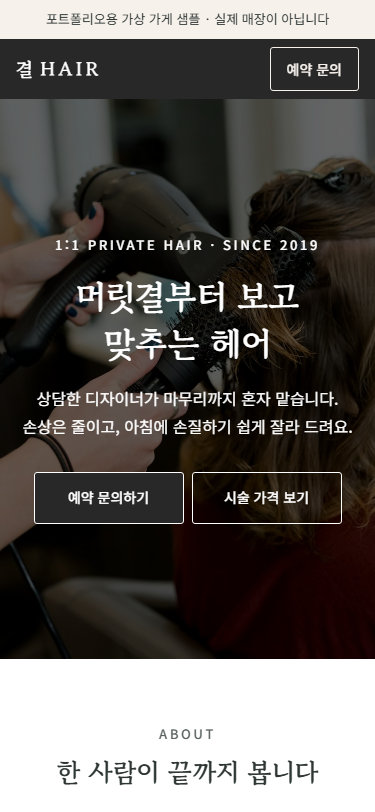 포트폴리오용 가상 가게 샘플 · 실제 매장이 아닙니다
결 HAIR
예약 문의
1:1 PRIVATE HAIR · SINCE 2019
머릿결부터 보고
맞추는 헤어
상담한 디자이너가 마무리까지 혼자 맡습니다.
손상은 줄이고, 아침에 손질하기 쉽게 잘라 드려요.
예약 문의하기
시술 가격 보기
ABOUT
한 사람이 끝까지 봅니다